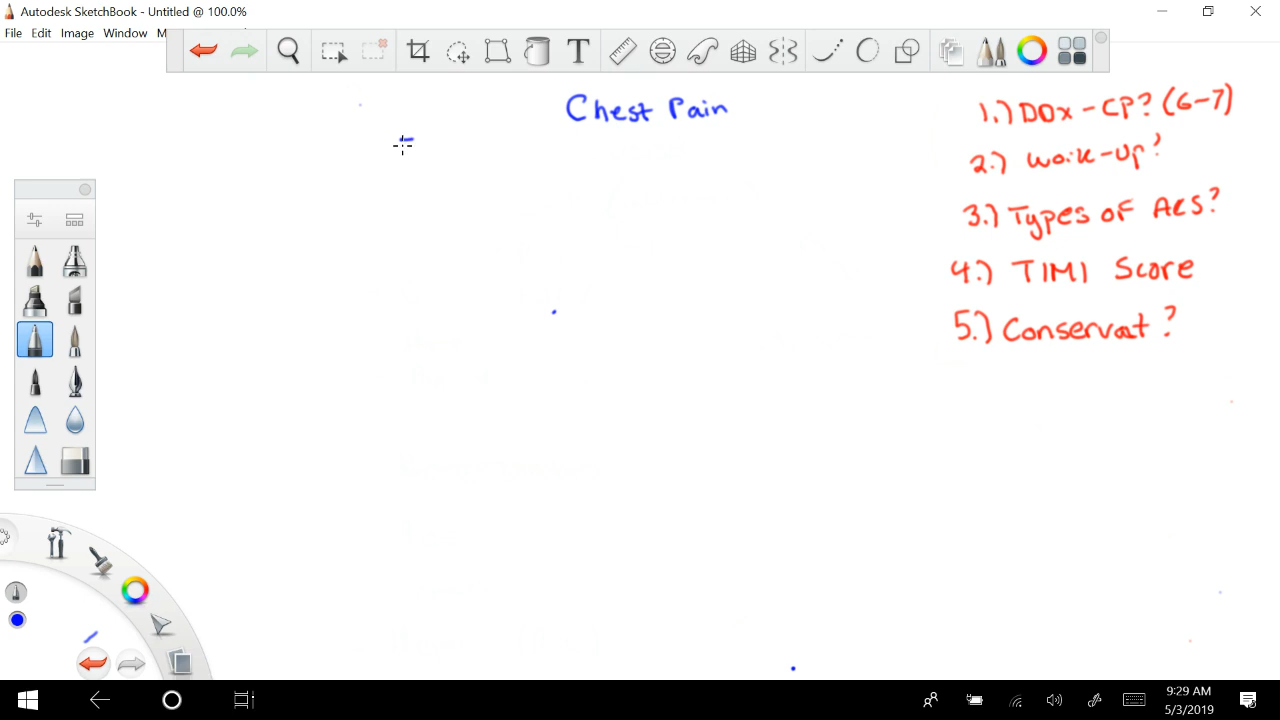 Autodesk SketchBook - Untitled @ 100.0%
File Edit Image Window M
T
Chest Pain
1.) DDx - CP? (6-7)
2.) Work-up?
3.) Types of ACS?
4.) TIMI Score
5.) Conservat?
9:29 AM
5/3/2019